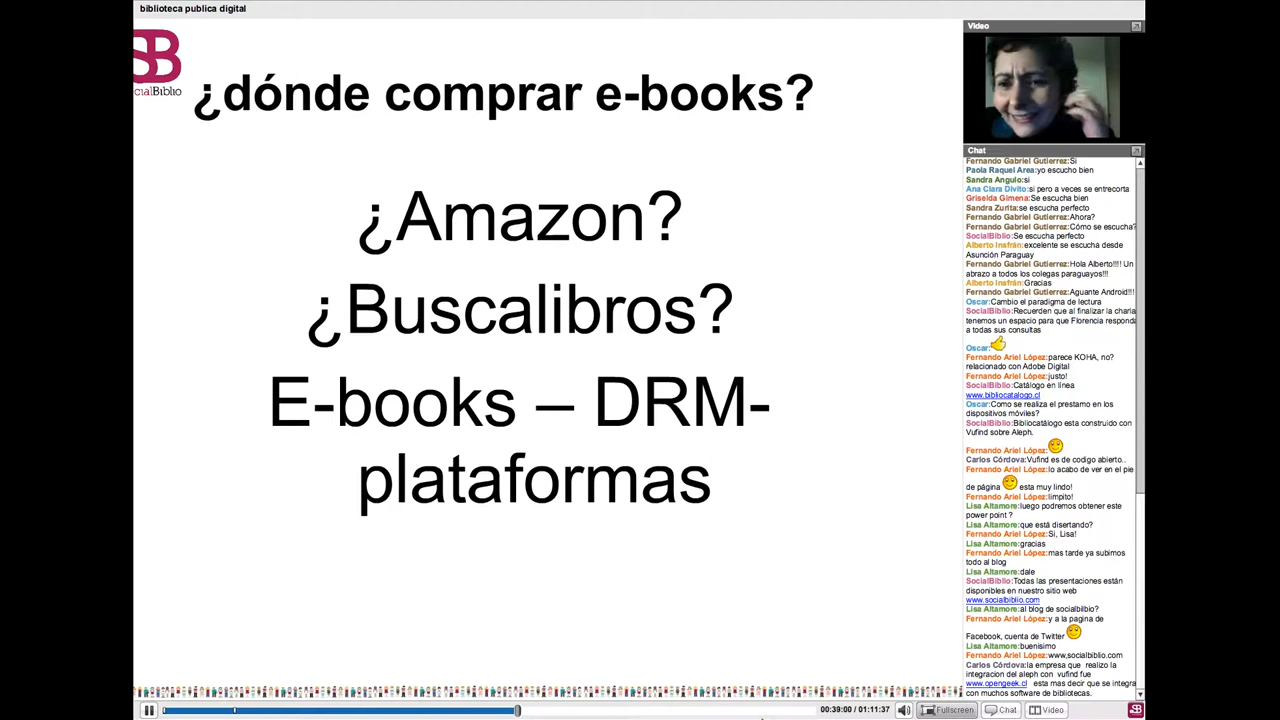 biblioteca publica digital
SB
cialBiblio
¿dónde comprar e-books?
¿Amazon?
¿Buscalibros?
E-books – DRM-
plataformas
Video
Chat
Fernando Gabriel Gutierrez:Si
Paola Raquel Area:yo escucho bien
Sandra Angulo:si
Ana Clara Divito:si pero a veces se entrecorta
Griselda Gimena:Se escucha bien
Sandra Zurita:se escucha perfecto
Fernando Gabriel Gutierrez:Ahora?
Fernando Gabriel Gutierrez:Cómo se escucha?
SocialBiblio:Se escucha perfecto
Alberto Insfrán:excelente se escucha desde
Asunción Paraguay
Fernando Gabriel Gutierrez:Hola Alberto!!!! Un
abrazo a todos los colegas paraguayos!!!
Alberto Insfrán:Gracias
Fernando Gabriel Gutierrez:Aguante Android!!!
Oscar:Cambio el paradigma de lectura
SocialBiblio:Recuerden que al finalizar la charla
tenemos un espacio para que Florencia responda
a todas sus consultas
Oscar:
Fernando Ariel López:parece KOHA, no?
relacionado con Adobe Digital
Fernando Ariel López:justo!
SocialBiblio:Catálogo en línea
www.bibliocatalogo.cl
Oscar:Como se realiza el prestamo en los
dispositivos móviles?
SocialBiblio:Bibliocatálogo esta construido con
Vufind sobre Aleph.
Fernando Ariel López:
Carlos Córdova:Vufind es de codigo abierto..
Fernando Ariel López:lo acabo de ver en el pie
de página esta muy lindo!
Fernando Ariel López:limpito!
Lisa Altamore:luego podremos obtener este
power point ?
Lisa Altamore:que está disertando?
Fernando Ariel López:Si, Lisa!
Lisa Altamore:gracias
Fernando Ariel López:mas tarde ya subimos
todo al blog
Lisa Altamore:dale
SocialBiblio:Todas las presentaciones están
disponibles en nuestro sitio web
www.socialbiblio.com
Lisa Altamore:al blog de socialbilbio?
Fernando Ariel López:y a la pagina de
Facebook, cuenta de Twitter
Lisa Altamore:buenisimo
Fernando Ariel López:www,socialbiblio.com
Carlos Córdova:la empresa que realizo la
integracion del aleph con vufind fue
www.opengeek.cl esta mas decir que se integra
con muchos software de bibliotecas.
00:39:00 / 01:11:37
Fullscreen
Chat
Video
SB